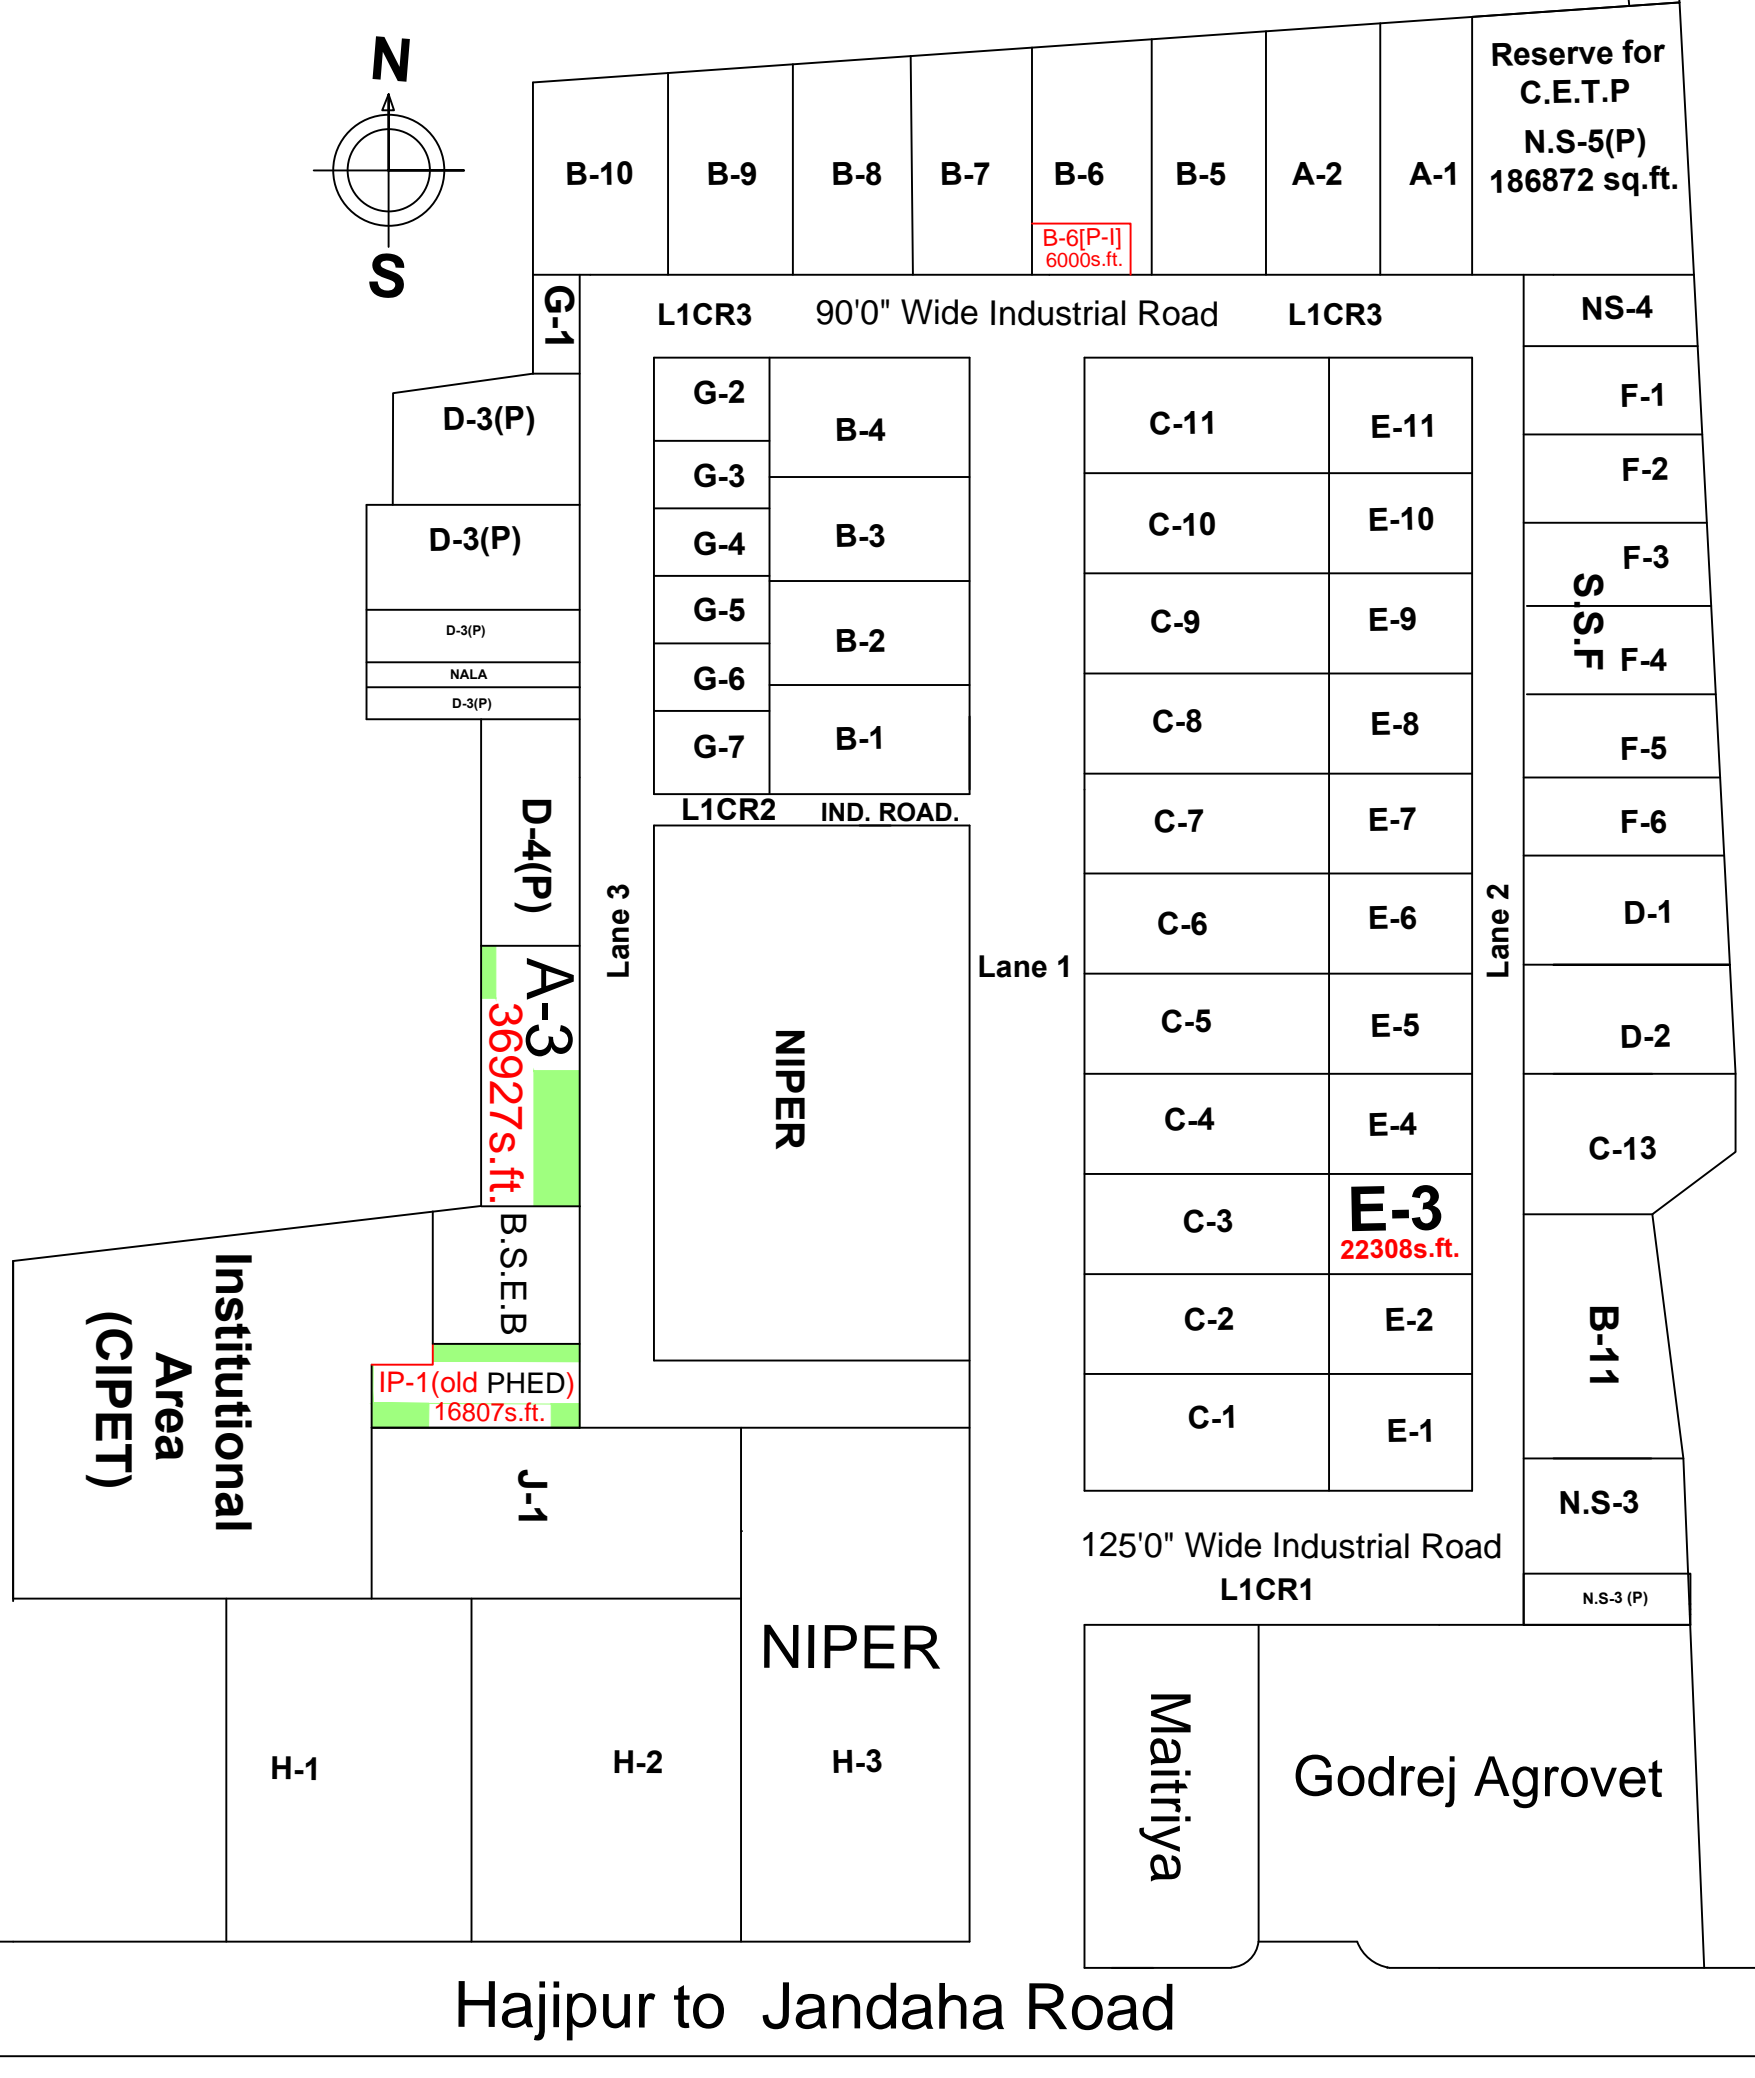 N
S
Reserve for
C.E.T.P
N.S-5(P)
186872 sq.ft.
B-10
B-9
B-8
B-7
B-6
B-5
A-2
A-1
B-6[P-I]
6000s.ft.
G-1
L1CR3
90'0" Wide Industrial Road
L1CR3
NS-4
D-3(P)
D-3(P)
D-3(P)
NALA
D-3(P)
G-2
G-3
G-4
G-5
G-6
G-7
B-4
B-3
B-2
B-1
L1CR2
IND. ROAD.
C-11
C-10
C-9
C-8
C-7
C-6
C-5
C-4
C-3
C-2
C-1
E-11
E-10
E-9
E-8
E-7
E-6
E-5
E-4
E-3
22308s.ft.
E-2
E-1
F-1
F-2
F-3
S.S.F
F-4
F-5
F-6
D-1
D-2
C-13
B-11
N.S-3
N.S-3 (P)
D-4(P)
Lane 3
Lane 1
Lane 2
A-3
36927s.ft.
NIPER
B.S.E.B
Institutional
Area
(CIPET)
IP-1(old PHED)
16807s.ft.
J-1
125'0" Wide Industrial Road
L1CR1
NIPER
H-1
H-2
H-3
Maitriya
Godrej Agrovet
Hajipur to Jandaha Road